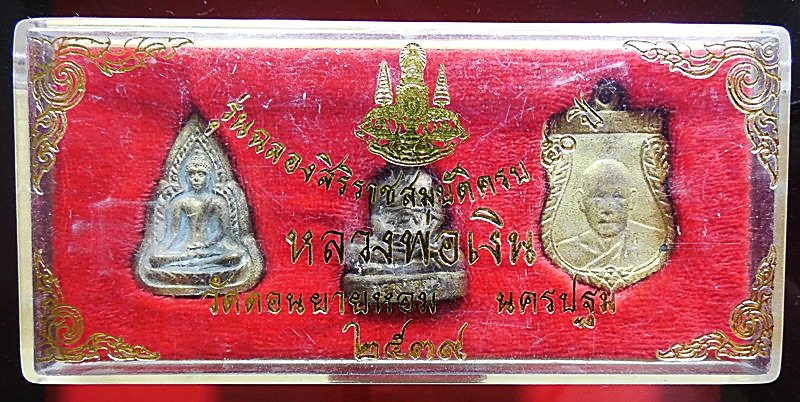 รุ่นฉลองสิริราชสมบัติครบ ๕๐ ปี
หลวงพ่อเงิน
วัดดอนยายหอม นครปฐม
๒๕๓๙